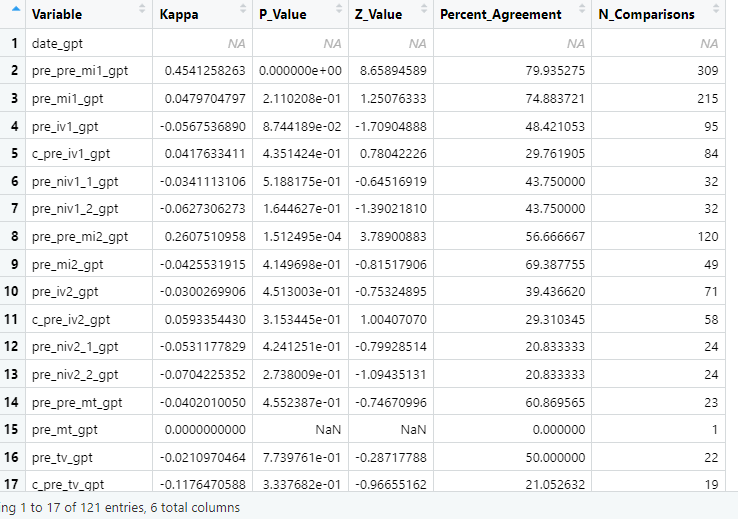 Variable Kappa P_Value Z_Value Percent_Agreement N_Comparisons
1 date_gpt NA NA NA NA NA
2 pre_pre_mi1_gpt 0.4541258263 0.000000e+00 8.65894589 79.935275 309
3 pre_mi1_gpt 0.0479704797 2.110208e-01 1.25076333 74.883721 215
4 pre_iv1_gpt -0.0567536890 8.744189e-02 -1.70904888 48.421053 95
5 c_pre_iv1_gpt 0.0417633411 4.351424e-01 0.78042226 29.761905 84
6 pre_niv1_1_gpt -0.0341113106 5.188175e-01 -0.64516919 43.750000 32
7 pre_niv1_2_gpt -0.0627306273 1.644627e-01 -1.39021810 43.750000 32
8 pre_pre_mi2_gpt 0.2607510958 1.512495e-04 3.78900883 56.666667 120
9 pre_mi2_gpt -0.0425531915 4.149698e-01 -0.81517906 69.387755 49
10 pre_iv2_gpt -0.0300269906 4.513003e-01 -0.75324895 39.436620 71
11 c_pre_iv2_gpt 0.0593354430 3.153445e-01 1.00407070 29.310345 58
12 pre_niv2_1_gpt -0.0531177829 4.241251e-01 -0.79928514 20.833333 24
13 pre_niv2_2_gpt -0.0704225352 2.738009e-01 -1.09435131 20.833333 24
14 pre_pre_mt_gpt -0.0402010050 4.552387e-01 -0.74670996 60.869565 23
15 pre_mt_gpt 0.0000000000 NaN NaN 0.000000 1
16 pre_tv_gpt -0.0210970464 7.739761e-01 -0.28717788 50.000000 22
17 c_pre_tv_gpt -0.1176470588 3.337682e-01 -0.96655162 21.052632 19
ng 1 to 17 of 121 entries, 6 total columns